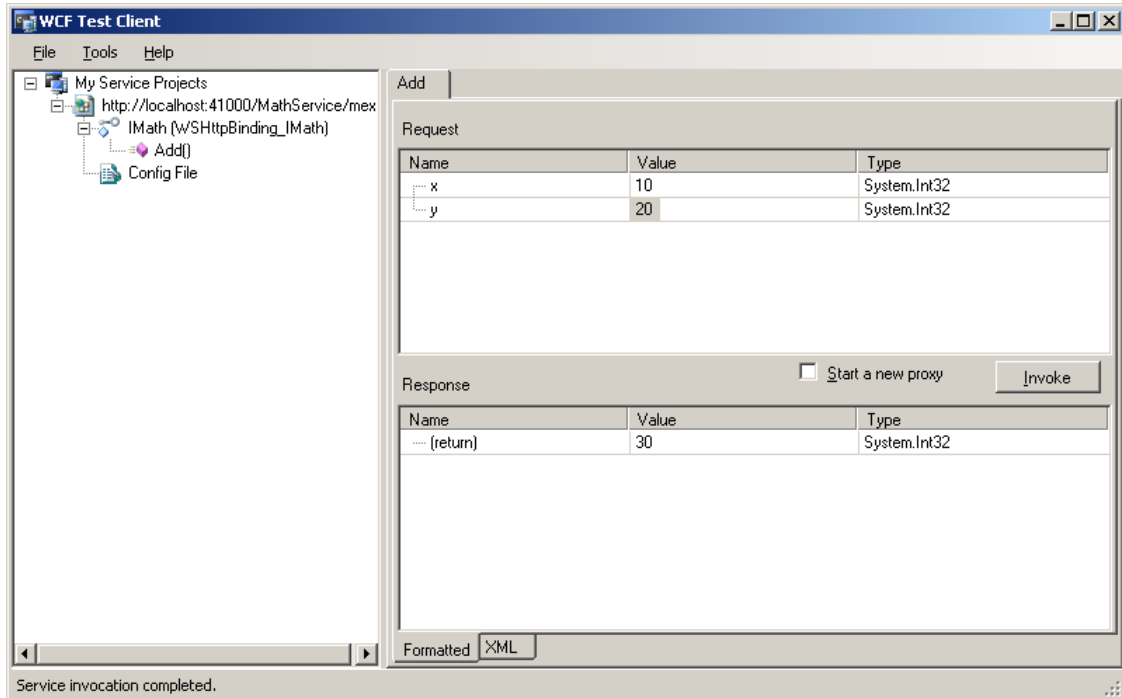 WCF Test Client
File Tools Help
My Service Projects
http://localhost:41000/MathService/mex
IMath (WSHttpBinding_IMath)
Add()
Config File
Add
Request
Name Value Type
x 10 System.Int32
y 20 System.Int32
Response Start a new proxy Invoke
Name Value Type
(return) 30 System.Int32
Formatted XML
Service invocation completed.